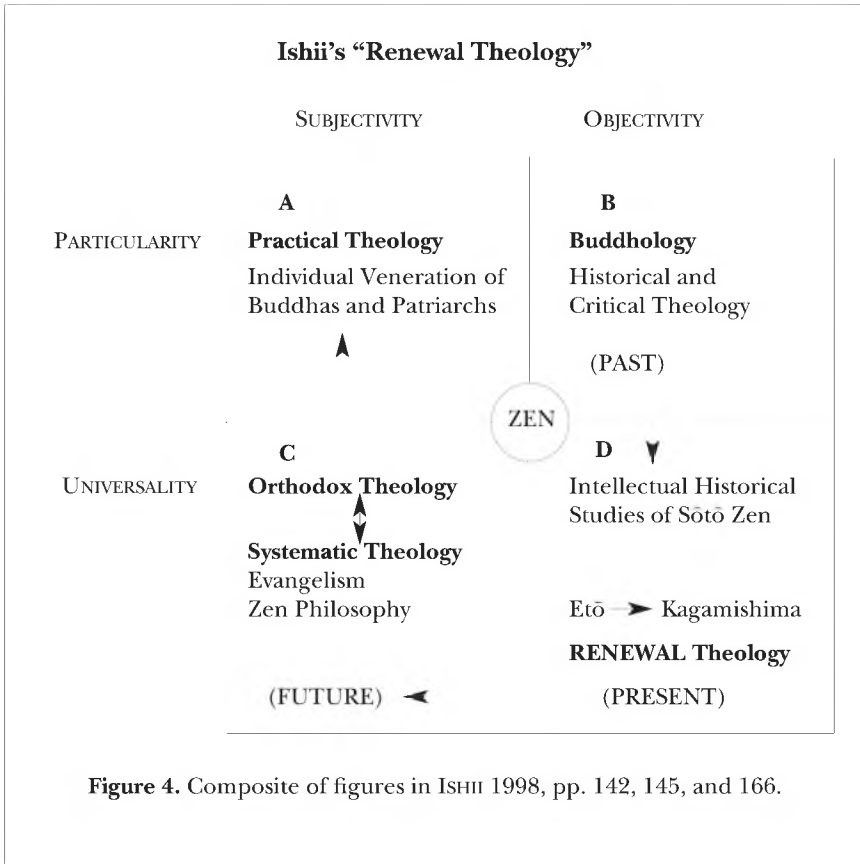 Ishii's “Renewal Theology”
SUBJECTIVITY OBJECTIVITY
A B
PARTICULARITY Practical Theology Buddhology
Individual Veneration of Historical and
Buddhas and Patriarchs Critical Theology
(PAST)
ZEN
C D
UNIVERSALITY Orthodox Theology Intellectual Historical
Studies of Sōtō Zen
Systematic Theology
Evangelism
Zen Philosophy Etō Kagamishima
RENEWAL Theology
(FUTURE) (PRESENT)
Figure 4. Composite of figures in ISHII 1998, pp. 142, 145, and 166.